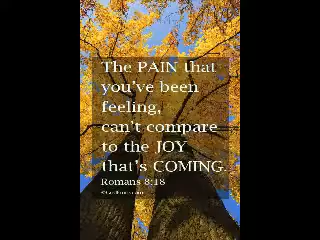 The PAIN that
you've been
feeling,
can't compare
to the JOY
that's COMING.
Romans 8:18